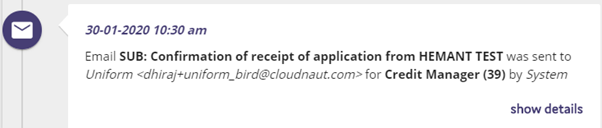 30-01-2020 10:30 am
Email SUB: Confirmation of receipt of application from HEMANT TEST was sent to
Uniform <dhiraj+uniform_bird@cloudnaut.com> for Credit Manager (39) by System
show details